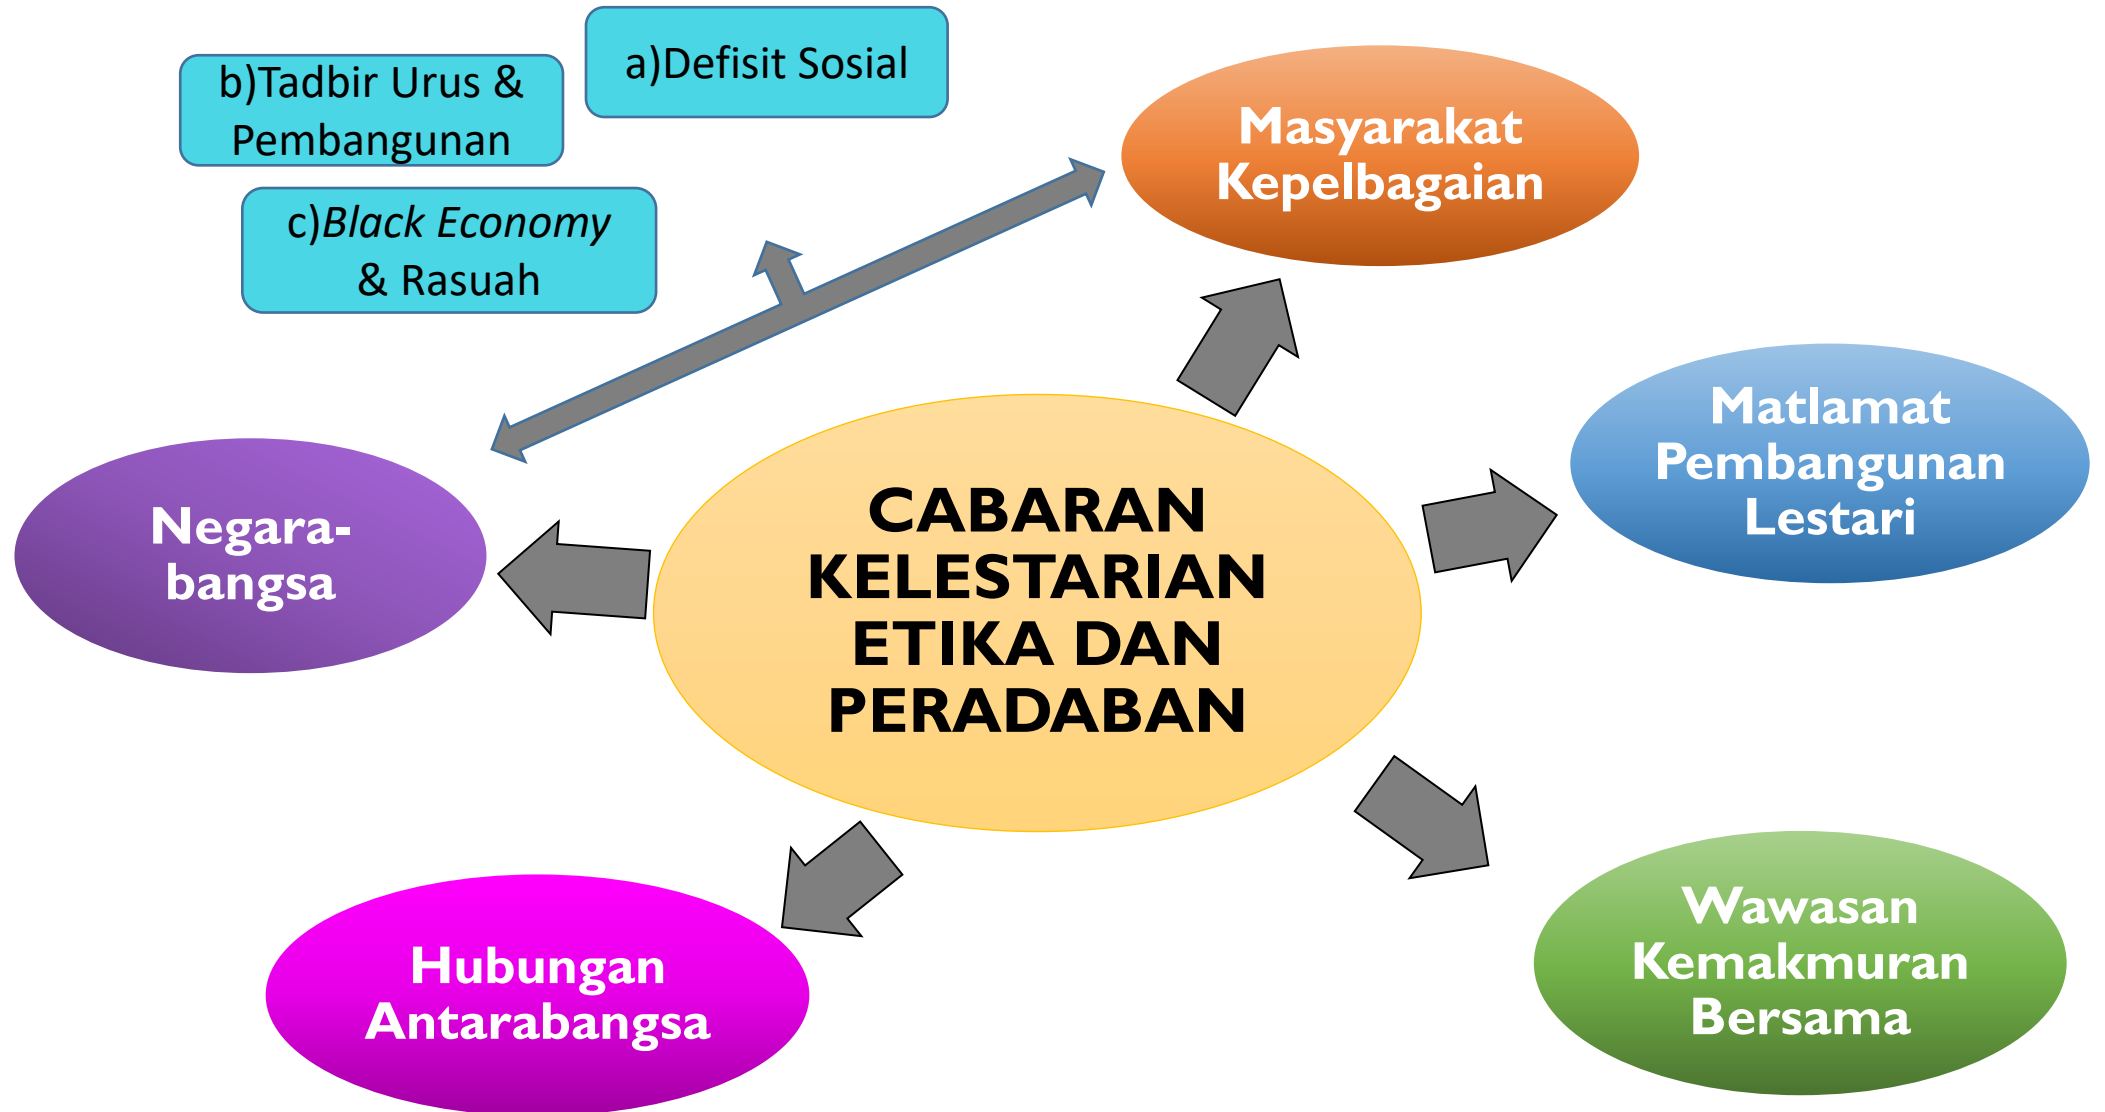 a)Defisit Sosial
b)Tadbir Urus &
Pembangunan
c)Black Economy
& Rasuah
Masyarakat
Kepelbagaian
Matlamat
Pembangunan
Lestari
Negara-
bangsa
CABARAN
KELESTARIAN
ETIKA DAN
PERADABAN
Hubungan
Antarabangsa
Wawasan
Kemakmuran
Bersama